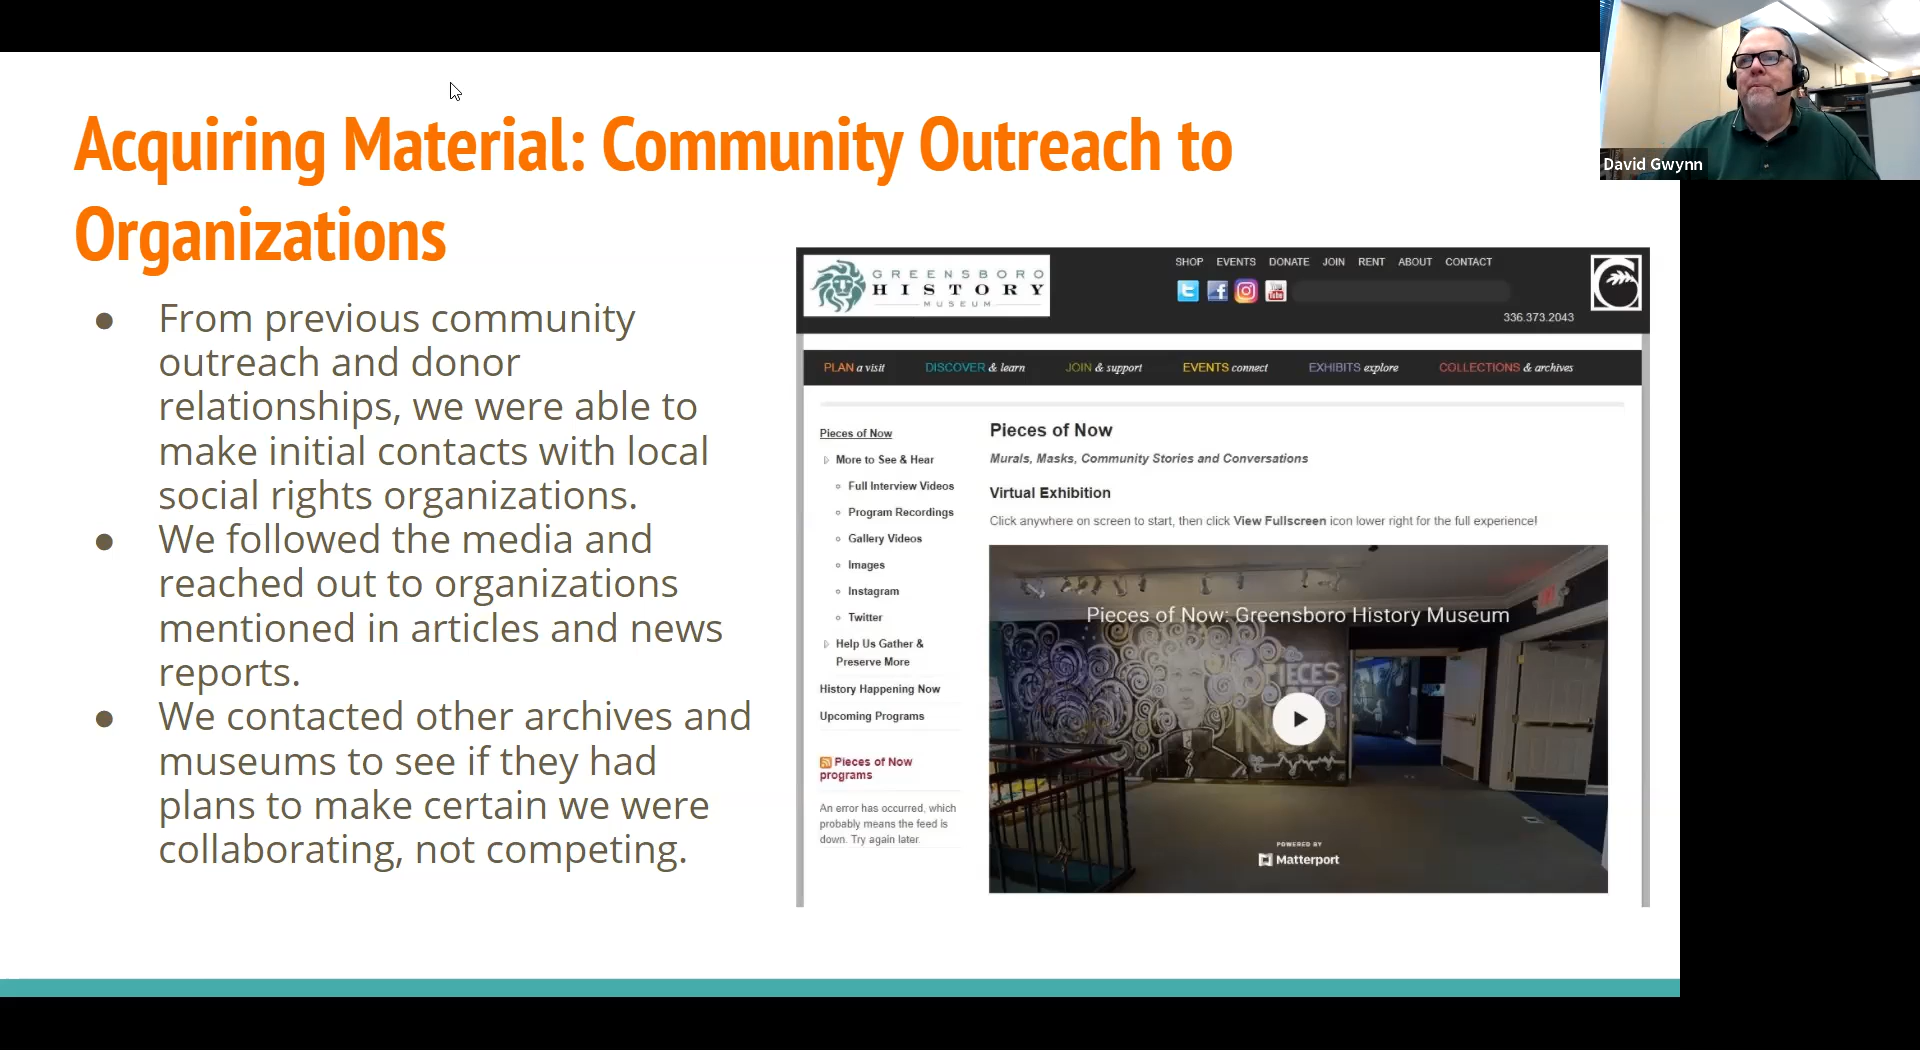 Acquiring Material: Community Outreach to
Organizations
● From previous community
outreach and donor
relationships, we were able to
make initial contacts with local
social rights organizations.
● We followed the media and
reached out to organizations
mentioned in articles and news
reports.
● We contacted other archives and
museums to see if they had
plans to make certain we were
collaborating, not competing.
GREENSBORO
HISTORY
MUSEUM
SHOP EVENTS DONATE JOIN RENT ABOUT CONTACT
You
Tube
336.373.2043
PLAN a visit DISCOVER & learn JOIN & support EVENTS connect EXHIBITS explore COLLECTIONS & archives
Pieces of Now
More to See & Hear
Full Interview Videos
Program Recordings
Gallery Videos
Images
Instagram
Twitter
Help Us Gather &
Preserve More
History Happening Now
Upcoming Programs
Pieces of Now
programs
An error has occurred, which
probably means the feed is
down. Try again later.
Pieces of Now
Murals, Masks, Community Stories and Conversations
Virtual Exhibition
Click anywhere on screen to start, then click View Fullscreen icon lower right for the full experience!
Pieces of Now: Greensboro History Museum
PIECES
NOW
POWERED BY
Matterport
David Gwynn